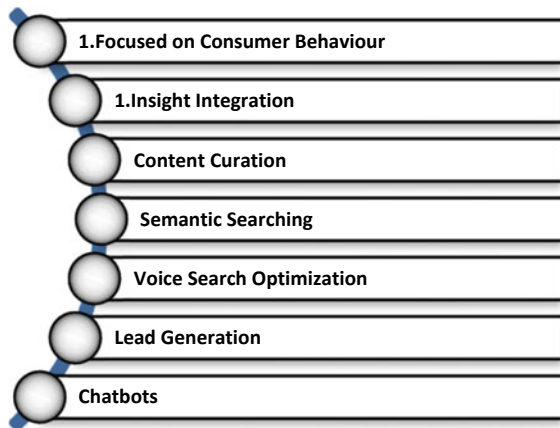 1.Focused on Consumer Behaviour
1.Insight Integration
Content Curation
Semantic Searching
Voice Search Optimization
Lead Generation
Chatbots